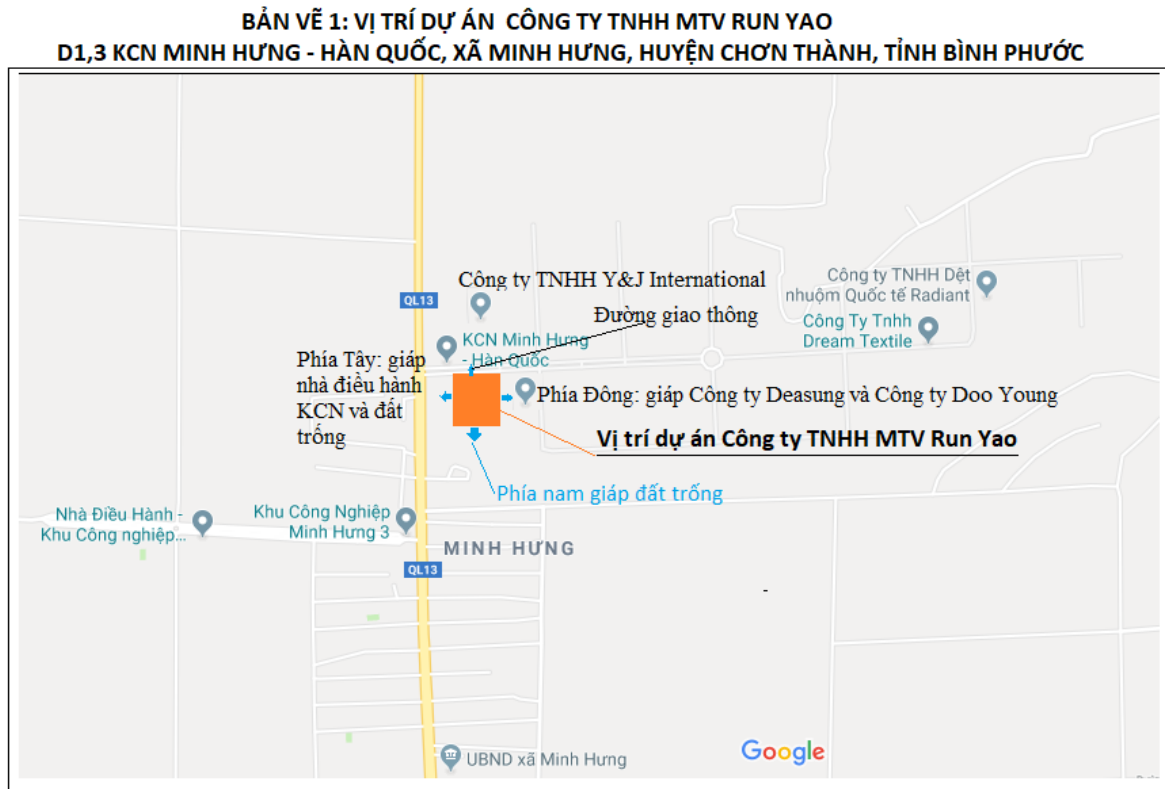 BẢN VẼ 1: VỊ TRÍ DỰ ÁN CÔNG TY TNHH MTV RUN YAO
D1,3 KCN MINH HƯNG - HÀN QUỐC, XÃ MINH HƯNG, HUYỆN CHƠN THÀNH, TỈNH BÌNH PHƯỚC
Công ty TNHH Y&J International
Công ty TNHH Dệt
nhuộm Quốc tế Radiant
QL13
Đường giao thông
Công Ty Tnhh
Dream Textile
KCN Minh Hưng
- Hàn Quốc
Phía Tây: giáp
nhà điều hành
KCN và đất
trống
Phía Đông: giáp Công ty Deasung và Công ty Doo Young
Vị trí dự án Công ty TNHH MTV Run Yao
Phía nam giáp đất trống
Nhà Điều Hành -
Khu Công nghiệp...
Khu Công Nghiệp
Minh Hưng 3
MINH HƯNG
QL13
UBND xã Minh Hưng
Google